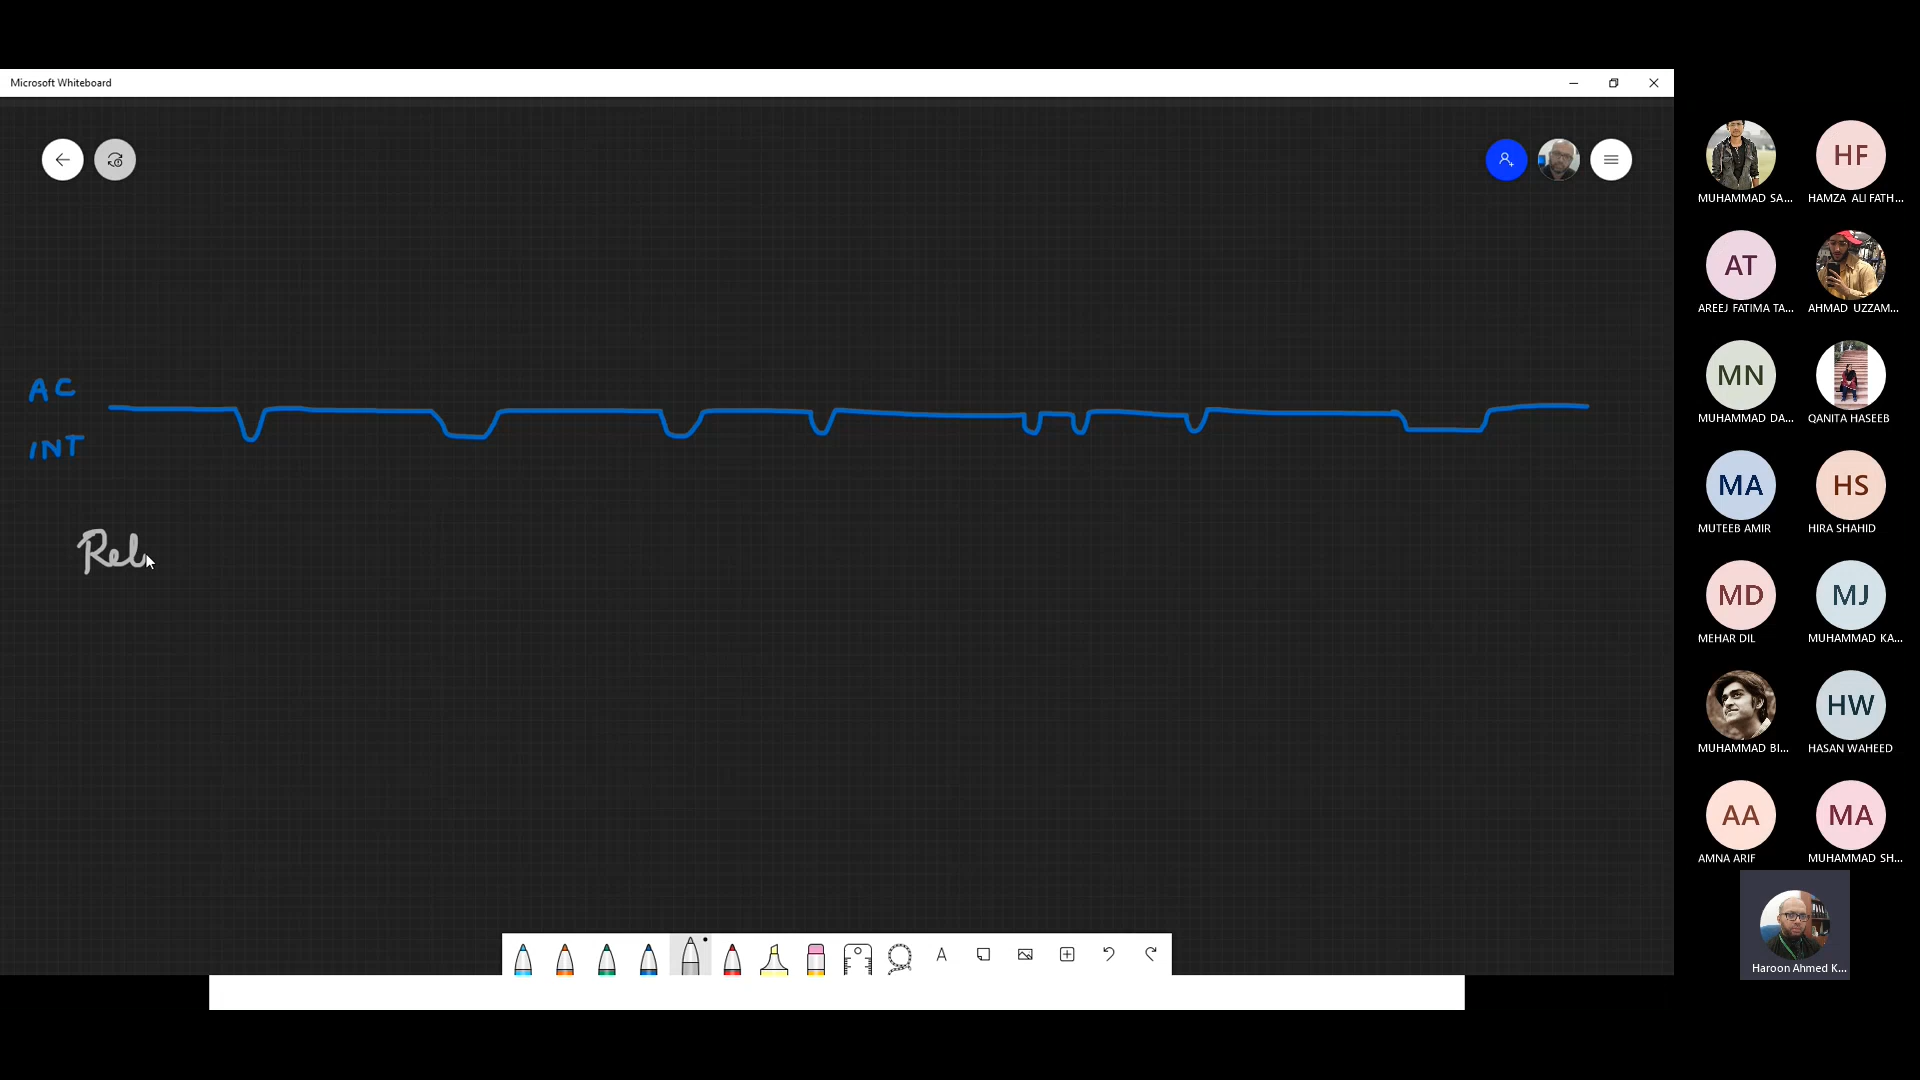 Microsoft Whiteboard
AC
INT
Rel
A
HF
MUHAMMAD SA...
HAMZA ALI FATH...
AT
AREEJ FATIMA TA...
AHMAD UZZAM...
MN
MUHAMMAD DA...
QANITA HASEEB
MA
HS
MUTEEB AMIR
HIRA SHAHID
MD
MJ
MEHAR DIL
MUHAMMAD KA...
HW
MUHAMMAD BI...
HASAN WAHEED
AA
MA
AMNA ARIF
MUHAMMAD SH...
Haroon Ahmed K...